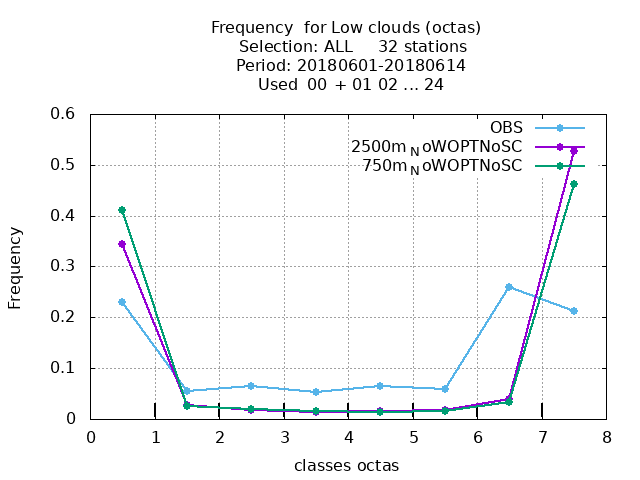 Frequency  for Low clouds (octas)
Selection: ALL     32 stations
Period: 20180601-20180614
Used  00  + 01 02 ... 24
OBS
2500m_NoWOPTNoSC
750m_NoWOPTNoSC
0.6
0.5
0.4
0.3
0.2
0.1
0
Frequency
0 1 2 3 4 5 6 7 8
classes octas